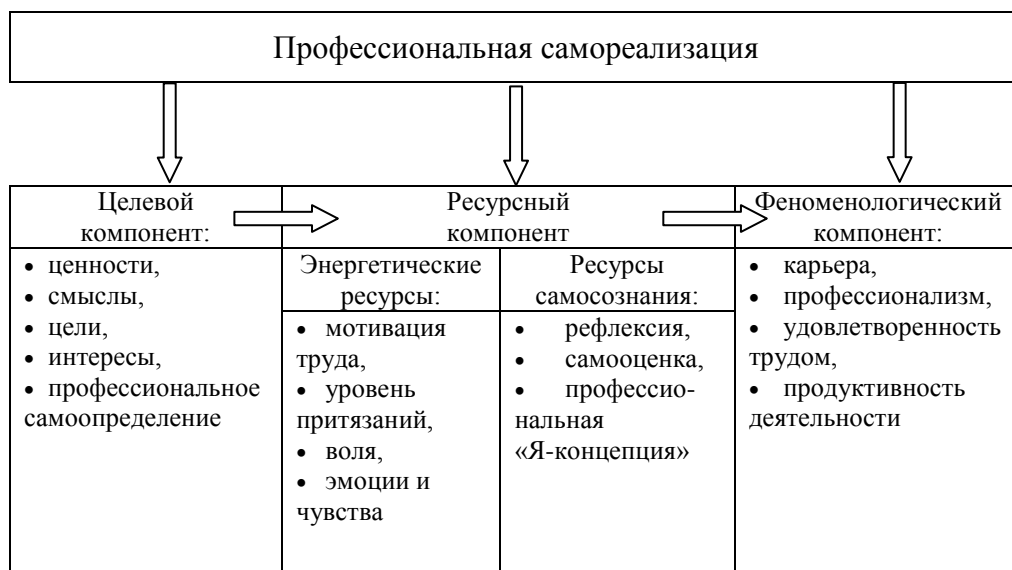 Профессиональная самореализация
Целевой
компонент:
Ресурсный
компонент
Феноменологический
компонент:
• ценности,
• смыслы,
• цели,
• интересы,
• профессиональное
самоопределение
Энергетические
ресурсы:
• мотивация
труда,
• уровень
притязаний,
• воля,
• эмоции и
чувства
Ресурсы
самосознания:
• рефлексия,
• самооценка,
• профессио-
нальная
«Я-концепция»
• карьера,
• профессионализм,
• удовлетворенность
трудом,
• продуктивность
деятельности